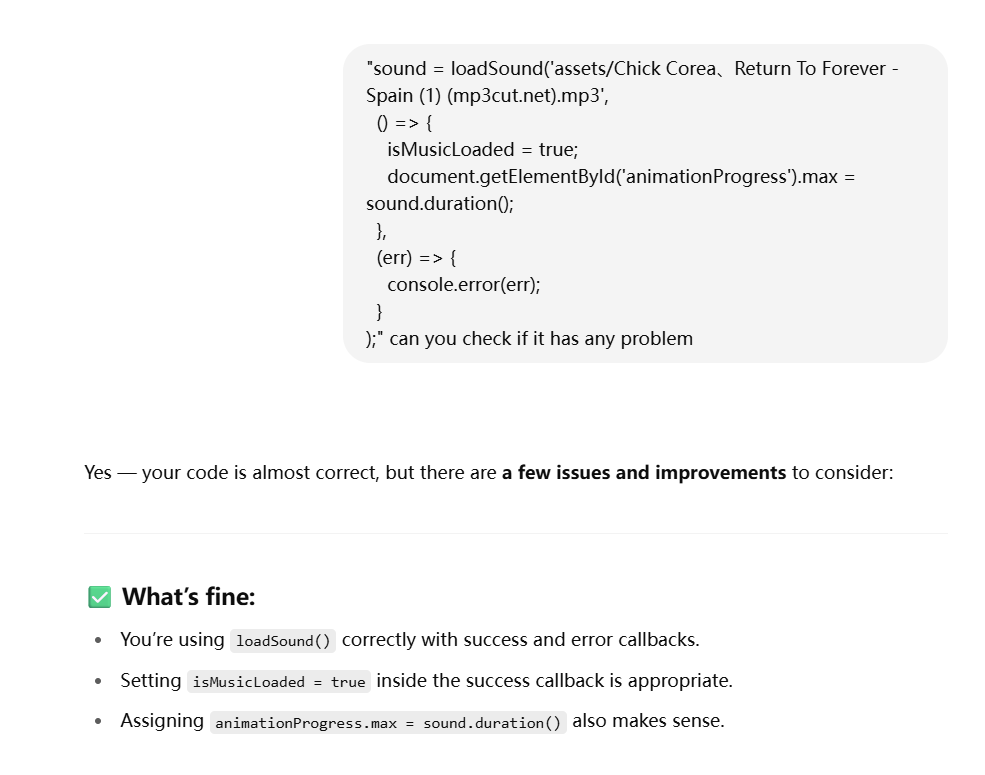 "sound = loadSound('assets/Chick Corea、Return To Forever -
Spain (1) (mp3cut.net).mp3',
() => {
isMusicLoaded = true;
document.getElementById('animationProgress').max =
sound.duration();
},
(err) => {
console.error(err);
}
);" can you check if it has any problem
Yes — your code is almost correct, but there are a few issues and improvements to consider:
✅ What’s fine:
• You’re using loadSound() correctly with success and error callbacks.
• Setting isMusicLoaded = true inside the success callback is appropriate.
• Assigning animationProgress.max = sound.duration() also makes sense.